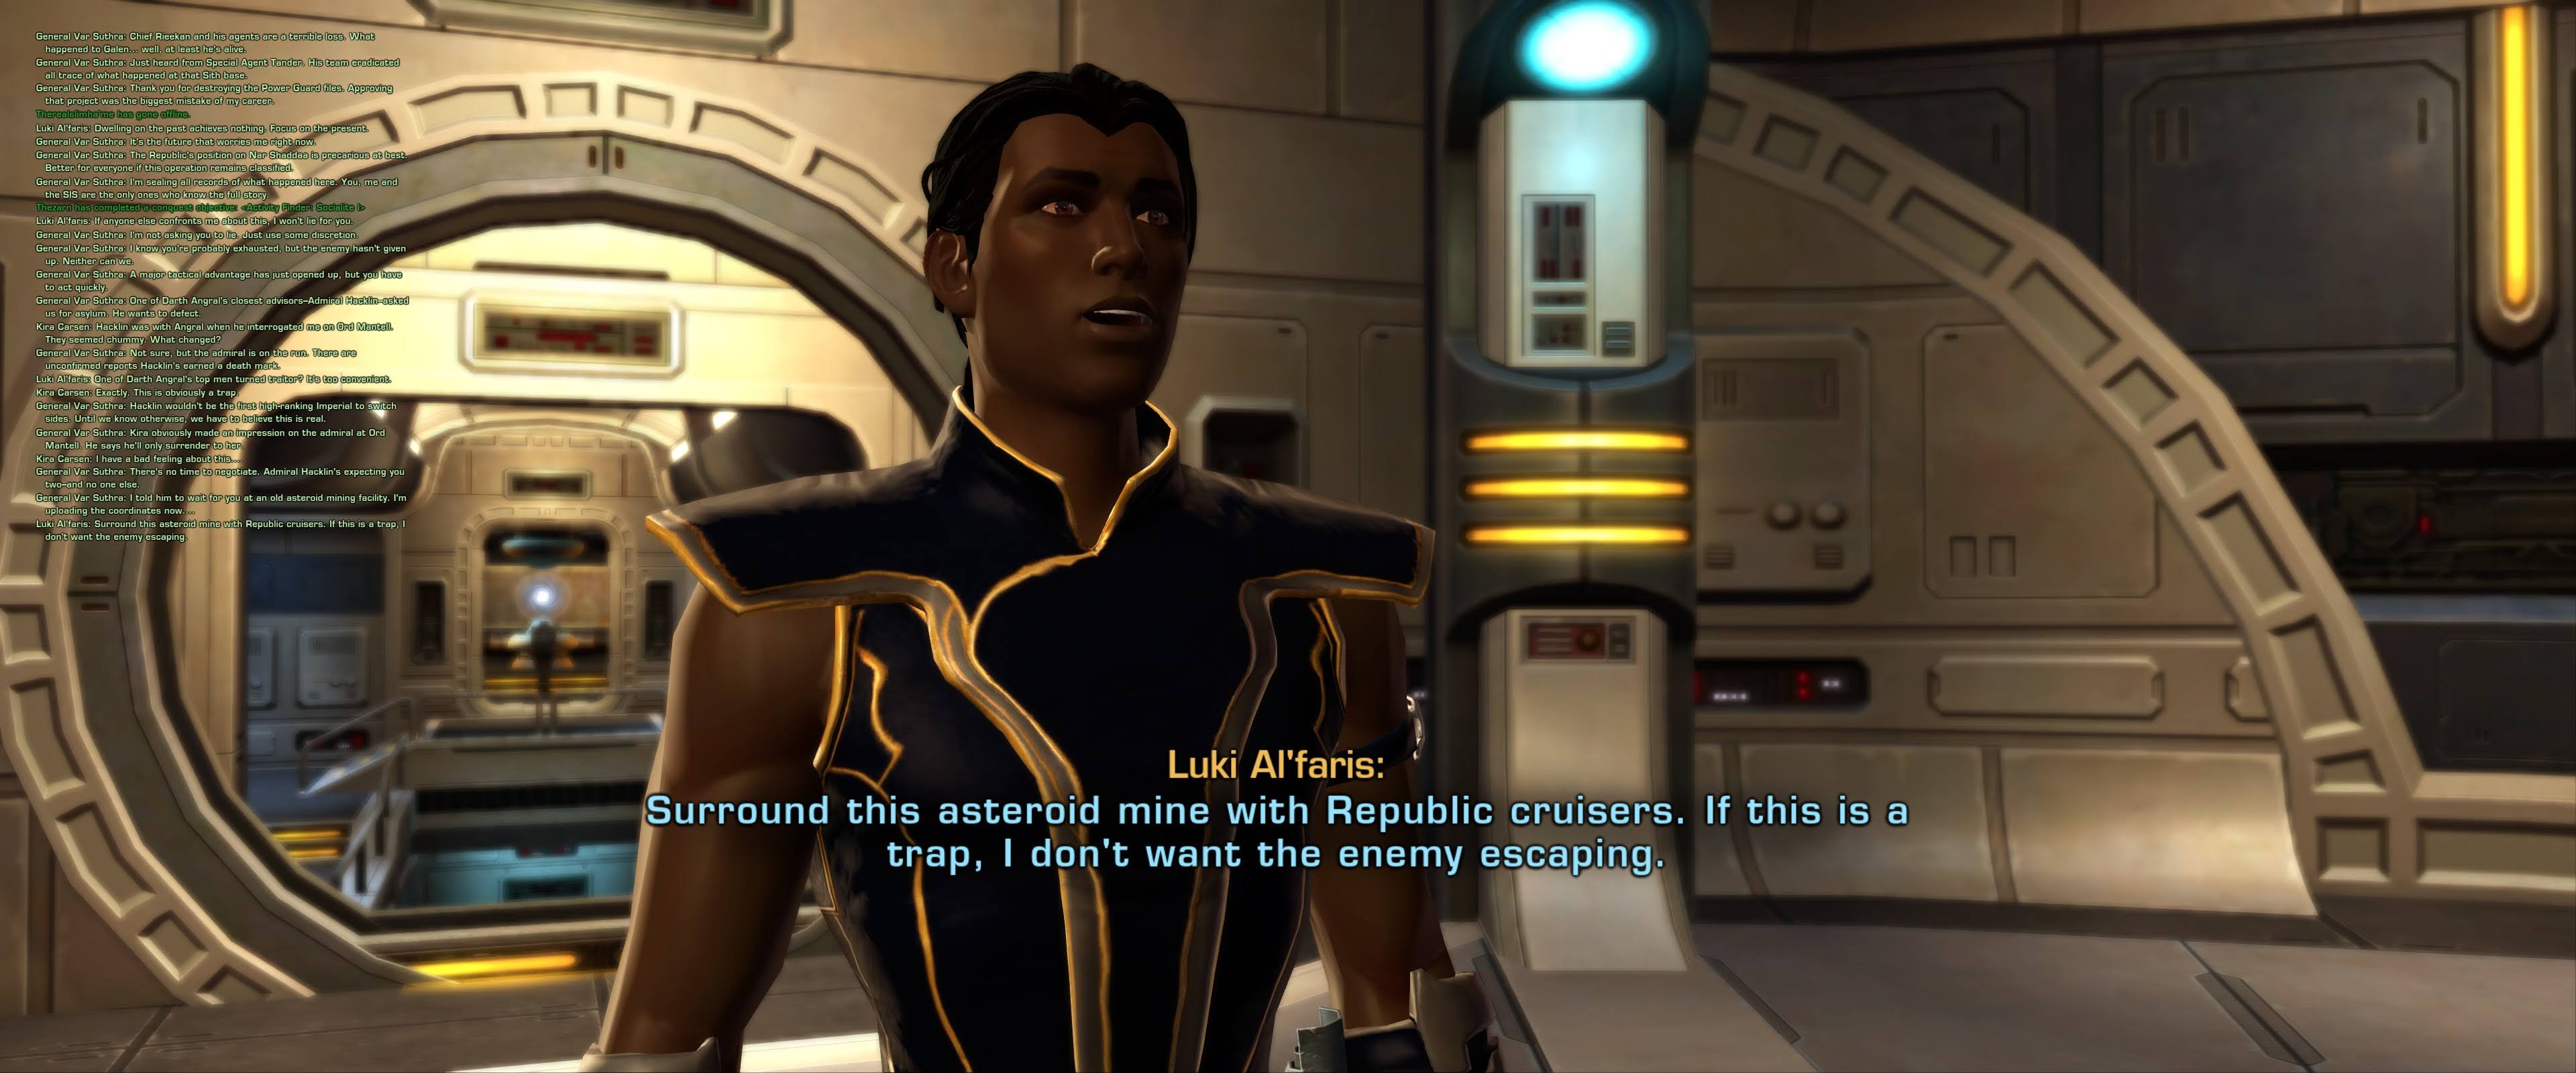 General Var Suthra: Chief Rieekan and his agents are a terrible loss. What
happened to Galen... well, at least he's alive.
General Var Suthra: Just heard from Special Agent Tander. His team eradicated
all trace of what happened at that Sith base.
General Var Suthra: Thank you for destroying the Power Guard files. Approving
that project was the biggest mistake of my career.
has gone offline.
Luki Al'faris: Dwelling on the past achieves nothing. Focus on the present.
General Var Suthra: It's the future that worries me right now.
General Var Suthra: The Republic's position on Nar Shaddaa is precarious at best.
Better for everyone if this operation remains classified.
General Var Suthra: I'm sealing all records of what happened here. You, me and
the SIS are the only ones who know the full story.
Thezarn has completed a conquest objective: <Activity Finder: Socialite I>
Luki Al'faris: If anyone else confronts me about this, I won't lie for you.
General Var Suthra: I'm not asking you to lie. Just use some discretion.
General Var Suthra: I know you're probably exhausted, but the enemy hasn't given
up. Neither can we.
General Var Suthra: A major tactical advantage has just opened up, but you have
to act quickly.
General Var Suthra: One of Darth Angral's closest advisors–Admiral Hacklin–asked
us for asylum. He wants to defect.
Kira Carsen: Hacklin was with Angral when he interrogated me on Ord Mantell.
They seemed chummy. What changed?
General Var Suthra: Not sure, but the admiral is on the run. There are
unconfirmed reports Hacklin's earned a death mark.
Luki Al'faris: One of Darth Angral's top men turned traitor? It's too convenient.
Kira Carsen: Exactly. This is obviously a trap.
General Var Suthra: Hacklin wouldn't be the first high-ranking Imperial to switch
sides. Until we know otherwise, we have to believe this is real.
General Var Suthra: Kira obviously made an impression on the admiral at Ord
Mantell. He says he'll only surrender to her.
Kira Carsen: I have a bad feeling about this....
General Var Suthra: There's no time to negotiate. Admiral Hacklin's expecting you
two–and no one else.
General Var Suthra: I told him to wait for you at an old asteroid mining facility. I'm
uploading the coordinates now....
Luki Al'faris: Surround this asteroid mine with Republic cruisers. If this is a trap, I
don't want the enemy escaping.
Luki Al'faris:
Surround this asteroid mine with Republic cruisers. If this is a
trap, I don't want the enemy escaping.